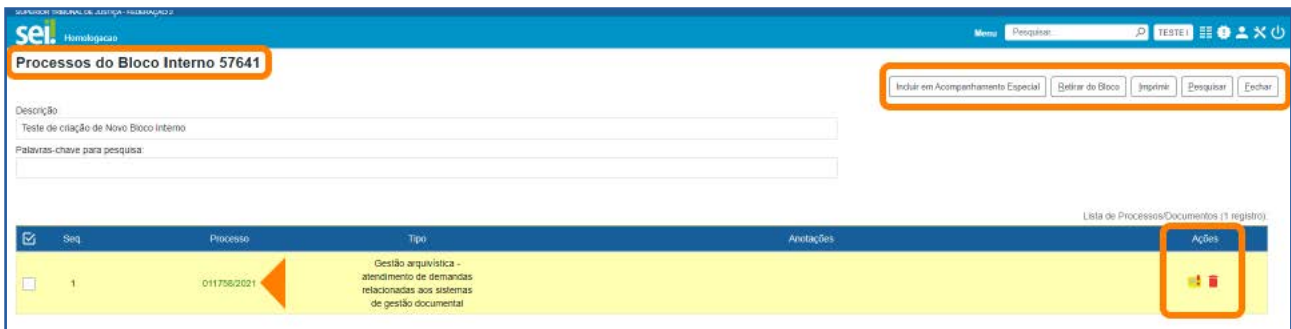 SUPERIOR TRIBUNAL DE JUSTIÇA - FEDERAÇÃO 2
sei. Homologacao
Menu Pesquisar... TESTE I
Processos do Bloco Interno 57641
Incluir em Acompanhamento Especial Retirar do Bloco Imprimir Pesquisar Fechar
Descrição:
Teste de criação de Novo Bloco Interno
Palavras-chave para pesquisa:
Lista de Processos/Documentos (1 registro):
Seq. Processo Tipo Anotações Ações
1 011758/2021 Gestão arquivística -
atendimento de demandas
relacionadas aos sistemas
de gestão documental